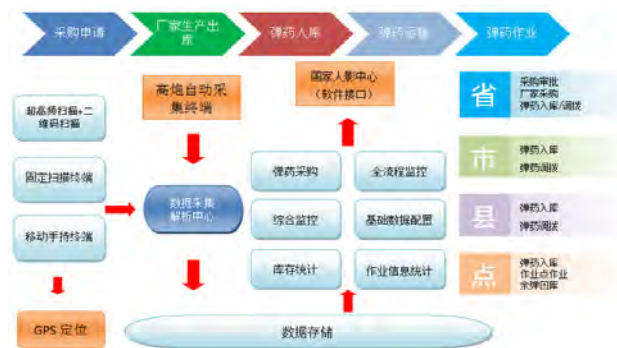 采购申请
厂家生产出
库
弹药入库
弹药运输
弹药作业
高炮自动采
集终端
国家人影中心
（软件接口）
超高频扫描+二
维码扫描
固定扫描终端
移动手持终端
GPS 定位
数据采集
解析中心
弹药采购
全流程监控
综合监控
基础数据配置
库存统计
作业信息统计
数据存储
省
采购审批
厂家采购
弹药入库/调拨
市
弹药入库
弹药调拨
县
弹药入库
弹药调拨
点
弹药入库
作业点作业
余弹回库